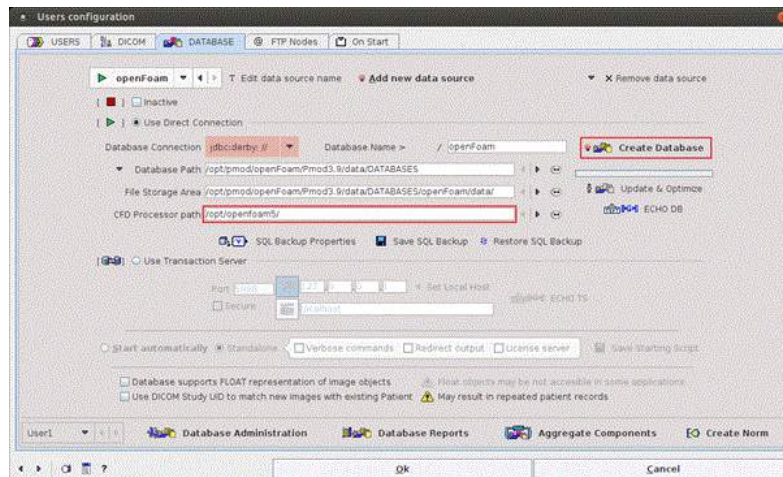 Users configuration
USERS DICOM DATABASE @ FTP Nodes On Start
openFoam T Edit data source name Add new data source X Remove data source
[ ] Inactive
[ ] Use Direct Connection
Database Connection jdbc:derby:// Database Name > / openFoam Create Database
Database Path /opt/pmod/openFoam/Pmod3.9/data/DATABASES
File Storage Area /opt/pmod/openFoam/Pmod3.9/data/DATABASES/openFoam/data/ Update & Optimize
CFD Processor path /opt/openfoam5/ ECHO DB
SQL Backup Properties Save SQL Backup Restore SQL Backup
[ ] Use Transaction Server
Port Set Local Host
Secure localhost ECHO TS
Start automatically Standalone Verbose commands Redirect output License server Save Starting Script
Database supports FLOAT representation of image objects Float objects may be not accesible in some applications
Use DICOM Study UID to match new images with existing Patient May result in repeated patient records
User1 Database Administration Database Reports Aggregate Components Create Norm
? Ok Cancel